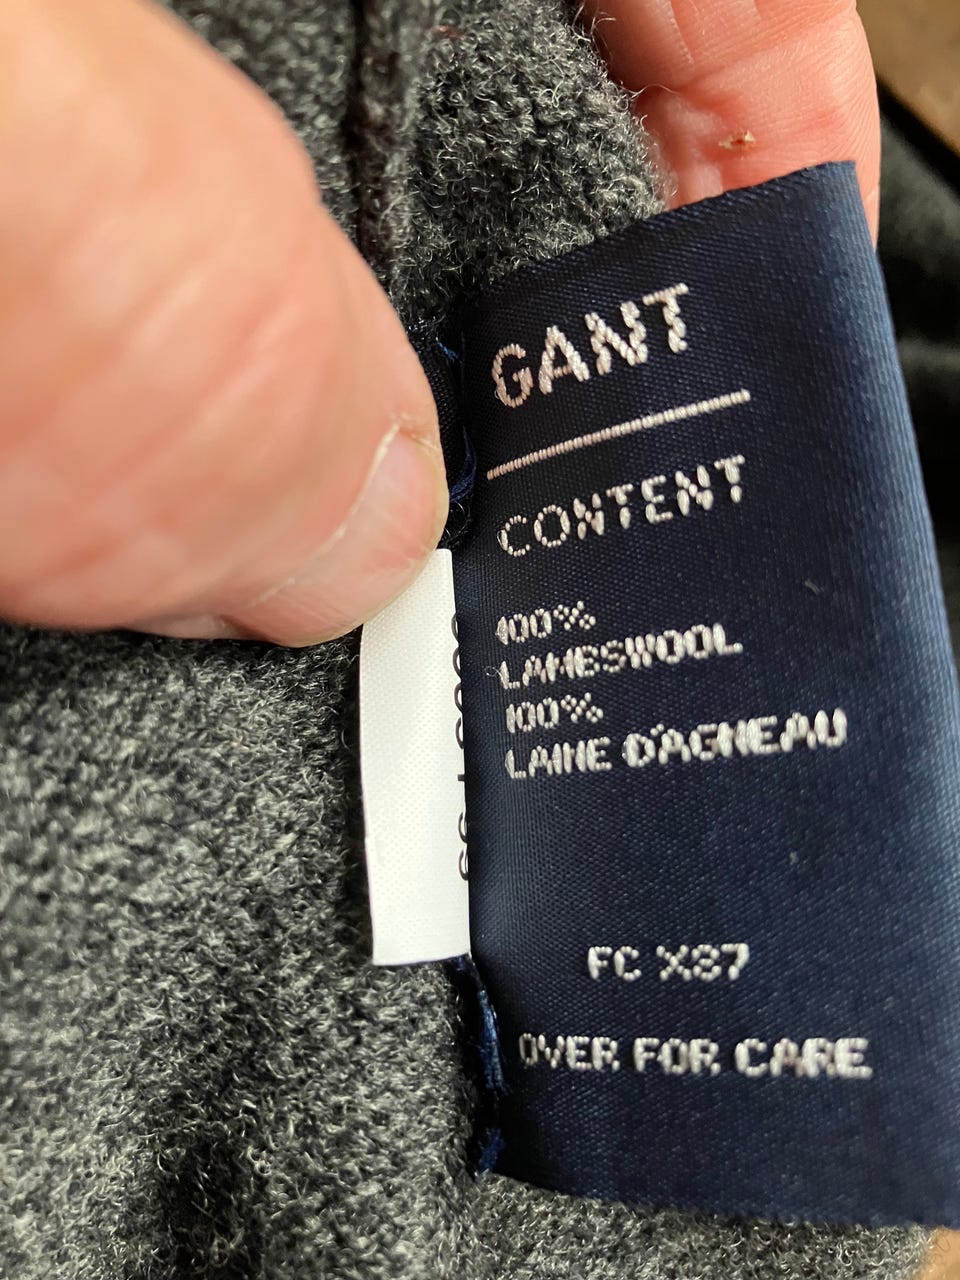 GANT
CONTENT
100%
LAMBSWOOL
100%
LAINE D'AGNEAU
FC X37
OVER FOR CARE